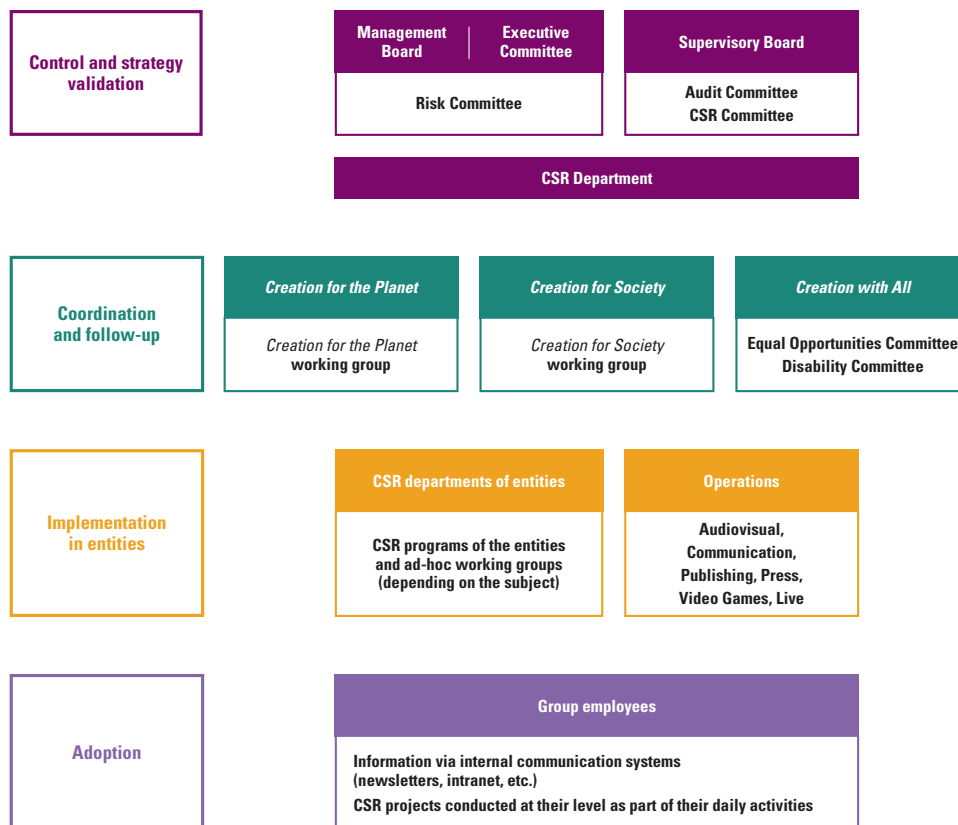 Control and strategy
validation
Management
Board
Executive
Committee
Risk Committee
Supervisory Board
Audit Committee
CSR Committee
CSR Department
Coordination
and follow-up
Creation for the Planet
Creation for the Planet
working group
Creation for Society
Creation for Society
working group
Creation with All
Equal Opportunities Committee
Disability Committee
Implementation
in entities
CSR departments of entities
CSR programs of the entities
and ad-hoc working groups
(depending on the subject)
Operations
Audiovisual,
Communication,
Publishing, Press,
Video Games, Live
Adoption
Group employees
Information via internal communication systems
(newsletters, intranet, etc.)
CSR projects conducted at their level as part of their daily activities